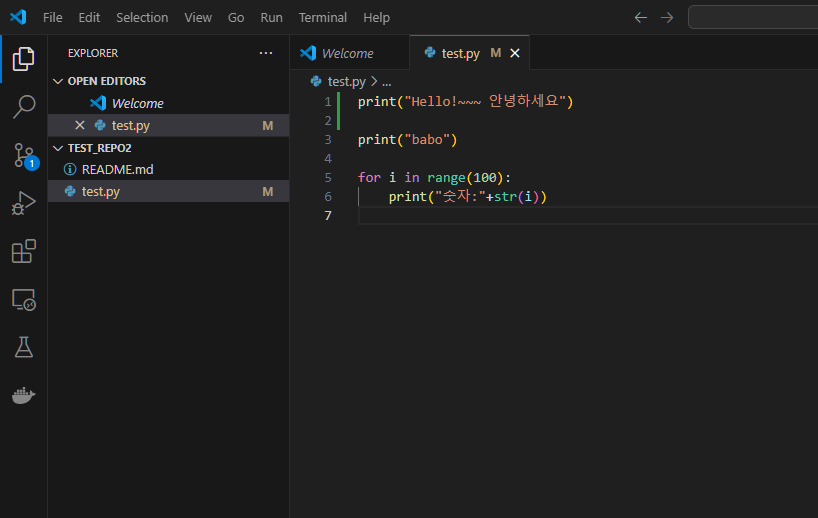 File Edit Selection View Go Run Terminal Help
EXPLORER ...
OPEN EDITORS
Welcome
test.py M
TEST_REPO2
README.md
test.py M
1
Welcome
test.py M
test.py > ...
1 print("Hello!~~~ 안녕하세요")
2
3 print("babo")
4
5 for i in range(100):
6     print("숫자:"+str(i))
7